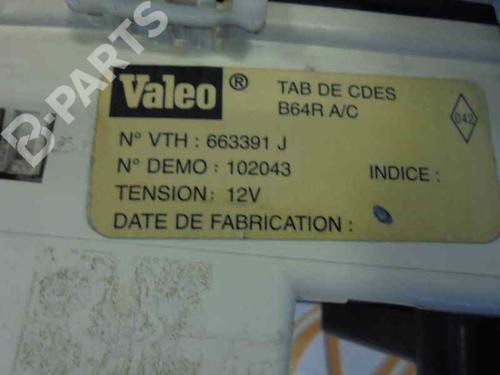 B-PARTS
Valeo ® TAB DE CDES
B64R A/C
042
N° VTH : 663391 J
N° DEMO : 102043 INDICE :
TENSION : 12V
DATE DE FABRICATION :